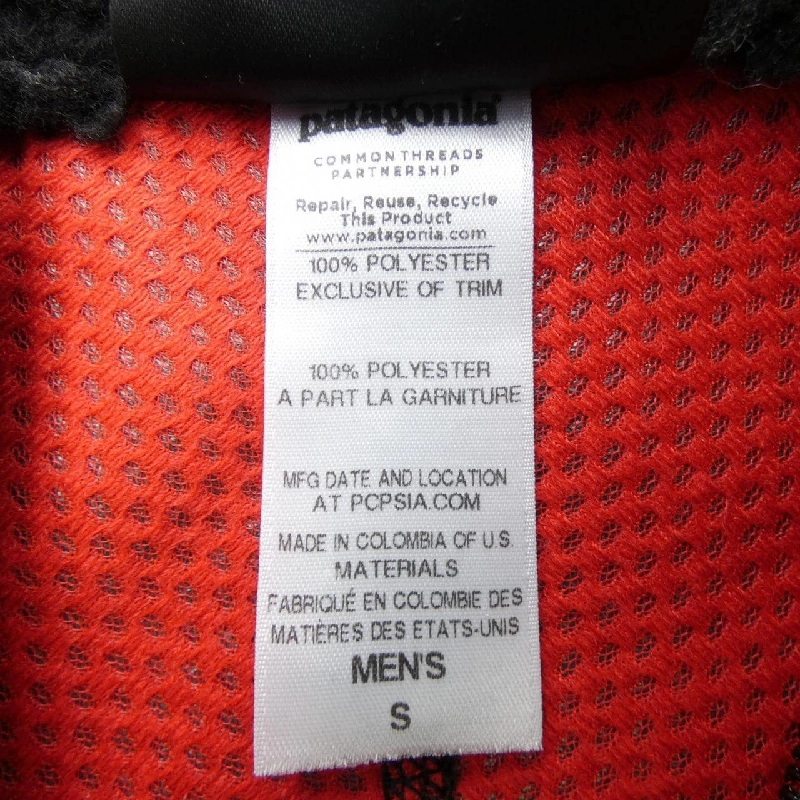 patagonia®
COMMON THREADS
PARTNERSHIP
Repair, Reuse, Recycle
This Product
www.patagonia.com
100% POLYESTER
EXCLUSIVE OF TRIM
100% POLYESTER
A PART LA GARNITURE
MFG DATE AND LOCATION
AT PCPSIA.COM
MADE IN COLOMBIA OF U.S.
MATERIALS
FABRIQUÉ EN COLOMBIE DES
MATIÈRES DES ETATS-UNIS
MEN'S
S